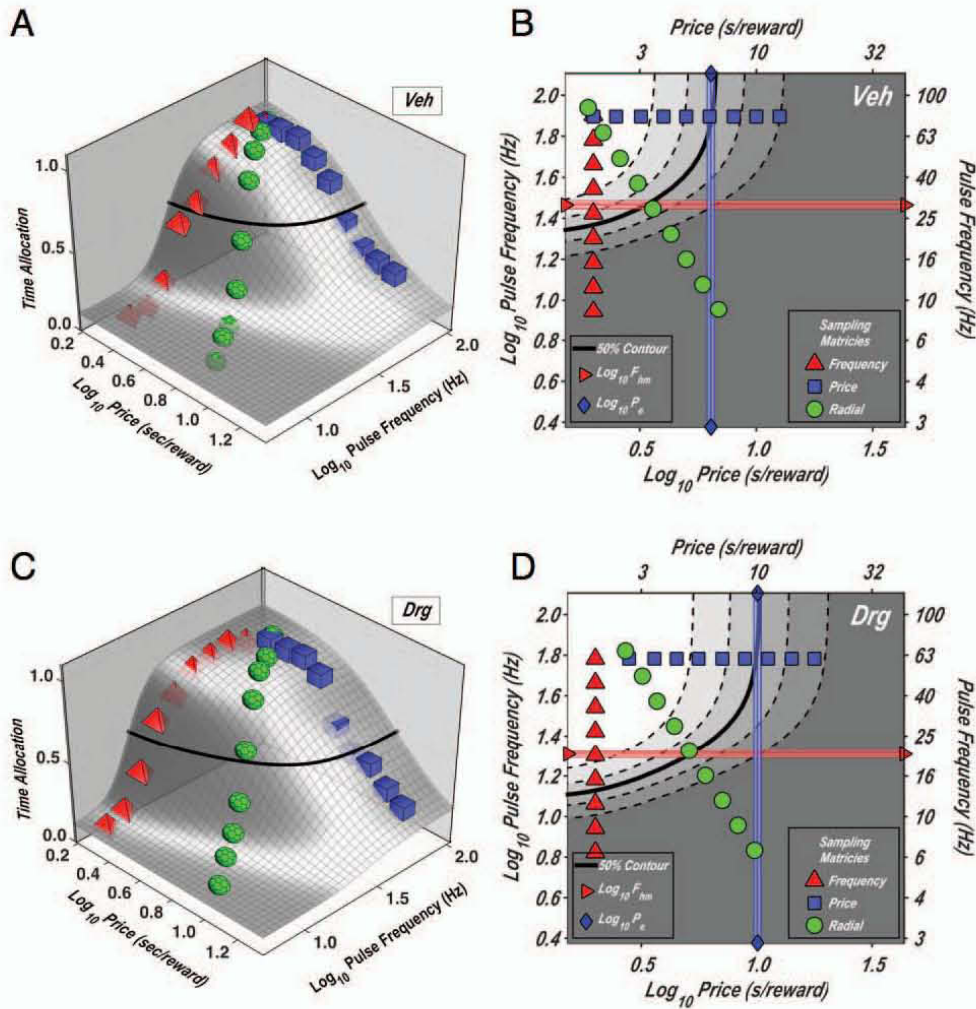 A
Veh
1.0
0.5
0.0
Time Allocation
0.2
0.4
0.6
0.8
1.0
1.2
Log10 Price (sec/reward)
1.0
1.5
2.0
Log10 Pulse Frequency (Hz)
B
Price (s/reward)
3 10 32
Veh
2.0
1.8
1.6
1.4
1.2
1.0
0.8
0.6
0.4
Log10 Pulse Frequency (Hz)
100
63
40
25
16
10
6
4
3
Pulse Frequency (Hz)
50% Contour
Log10 Fhm
Log10 Pe
Sampling
Matricies
Frequency
Price
Radial
0.5 1.0 1.5
Log10 Price (s/reward)
C
Drg
1.0
0.5
0.0
Time Allocation
0.2
0.4
0.6
0.8
1.0
1.2
Log10 Price (sec/reward)
1.0
1.5
2.0
Log10 Pulse Frequency (Hz)
D
Price (s/reward)
3 10 32
Drg
2.0
1.8
1.6
1.4
1.2
1.0
0.8
0.6
0.4
Log10 Pulse Frequency (Hz)
100
63
40
25
16
10
6
4
3
Pulse Frequency (Hz)
50% Contour
Log10 Fhm
Log10 Pe
Sampling
Matricies
Frequency
Price
Radial
0.5 1.0 1.5
Log10 Price (s/reward)